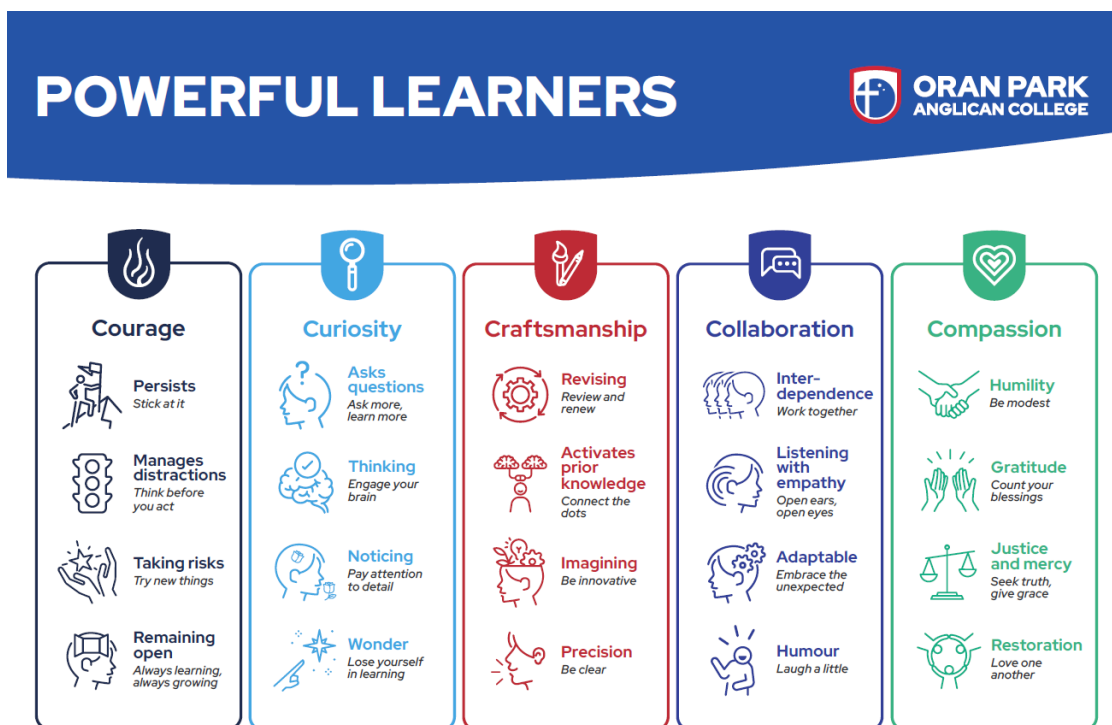 POWERFUL LEARNERS
ORAN PARK
ANGLICAN COLLEGE
Courage
Persists
Stick at it
Manages
distractions
Think before
you act
Taking risks
Try new things
Remaining
open
Always learning,
always growing
Curiosity
Asks
questions
Ask more,
learn more
Thinking
Engage your
brain
Noticing
Pay attention
to detail
Wonder
Lose yourself
in learning
Craftsmanship
Revising
Review and
renew
Activates
prior
knowledge
Connect the
dots
Imagining
Be innovative
Precision
Be clear
Collaboration
Inter-
dependence
Work together
Listening
with
empathy
Open ears,
open eyes
Adaptable
Embrace the
unexpected
Humour
Laugh a little
Compassion
Humility
Be modest
Gratitude
Count your
blessings
Justice
and mercy
Seek truth,
give grace
Restoration
Love one
another